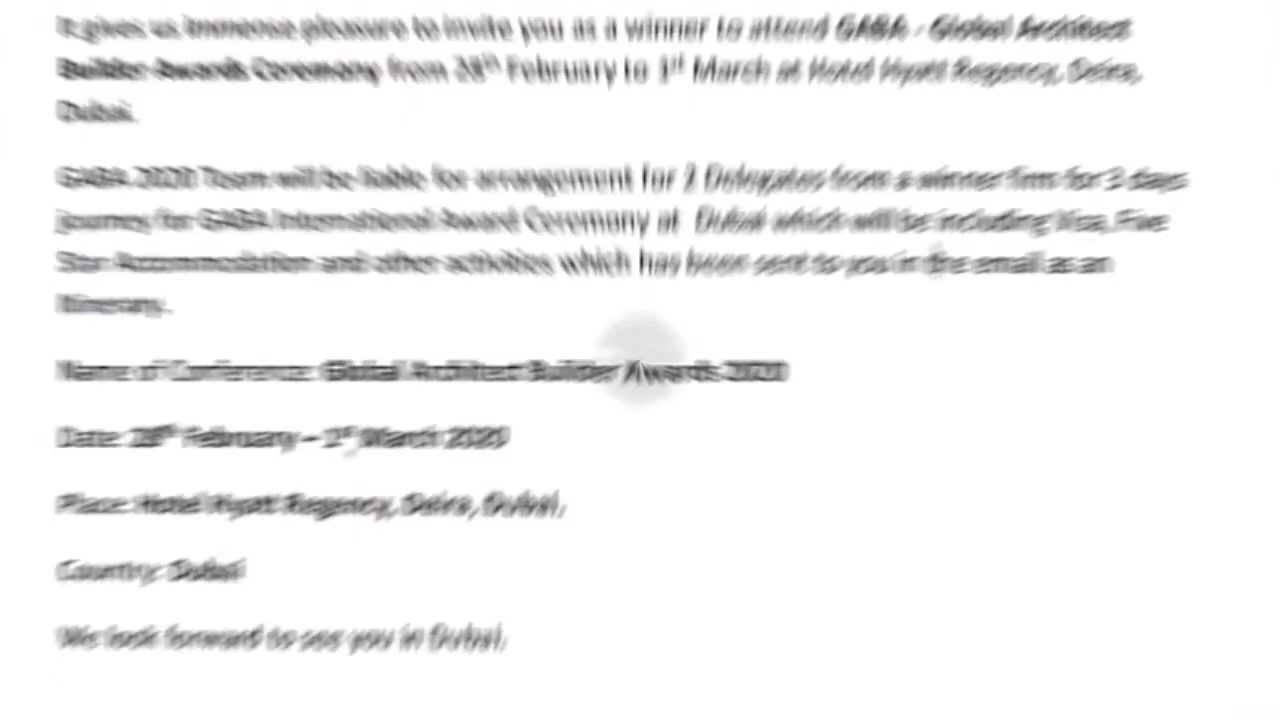 It gives us immense pleasure to invite you as a winner to attend GABA - Global Architect
Builder Awards Ceremony from 28th February to 1st March at Hotel Hyatt Regency, Deira,
Dubai.
GABA 2020 Team will be liable for arrangement for 2 Delegates from a winner firm for 3 days
journey for GABA International Award Ceremony at Dubai which will be including Visa, Five
Star Accommodation and other activities which has been sent to you in the email as an
Itinerary.
Name of Conference: Global Architect Builder Awards 2020
Date: 28th February – 1st March 2020
Place: Hotel Hyatt Regency, Deira, Dubai.
Country: Dubai
We look forward to see you in Dubai.